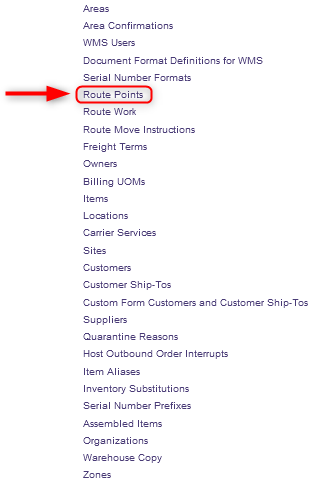 Areas
Area Confirmations
WMS Users
Document Format Definitions for WMS
Serial Number Formats
Route Points
Route Work
Route Move Instructions
Freight Terms
Owners
Billing UOMs
Items
Locations
Carrier Services
Sites
Customers
Customer Ship-Tos
Custom Form Customers and Customer Ship-Tos
Suppliers
Quarantine Reasons
Host Outbound Order Interrupts
Item Aliases
Inventory Substitutions
Serial Number Prefixes
Assembled Items
Organizations
Warehouse Copy
Zones